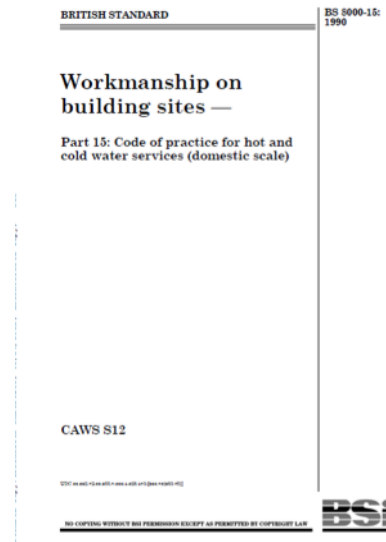 BRITISH STANDARD
BS 8000-15:
1990
Workmanship on
building sites —
Part 15: Code of practice for hot and
cold water services (domestic scale)
CAWS S12
NO COPYING WITHOUT BSI PERMISSION EXCEPT AS PERMITTED BY COPYRIGHT LAW
BSI